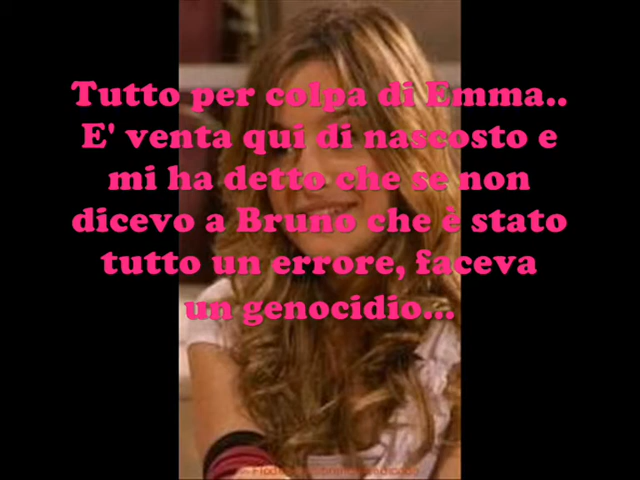 Tutto per colpa di Emma..
E' venta qui di nascosto e
mi ha detto che se non
dicevo a Bruno che è stato
tutto un errore, faceva
un genocidio...